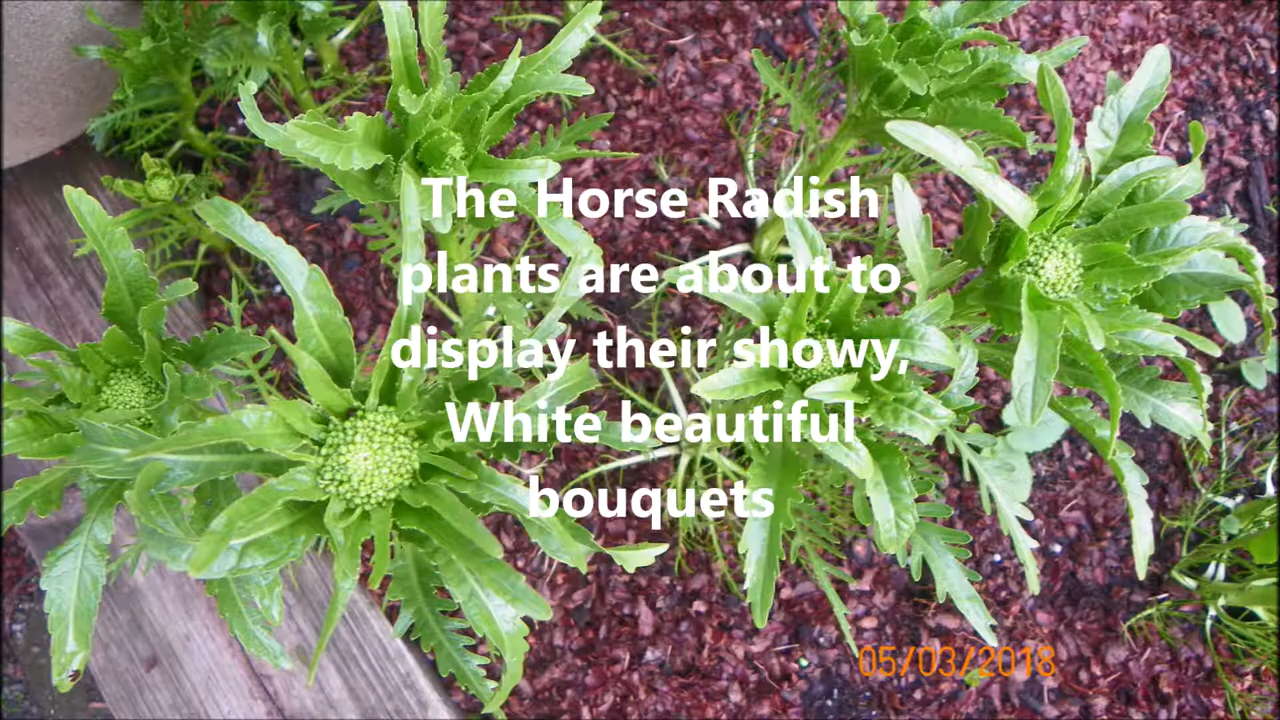 The Horse Radish
plants are about to
display their showy,
White beautiful
bouquets
05/03/2018